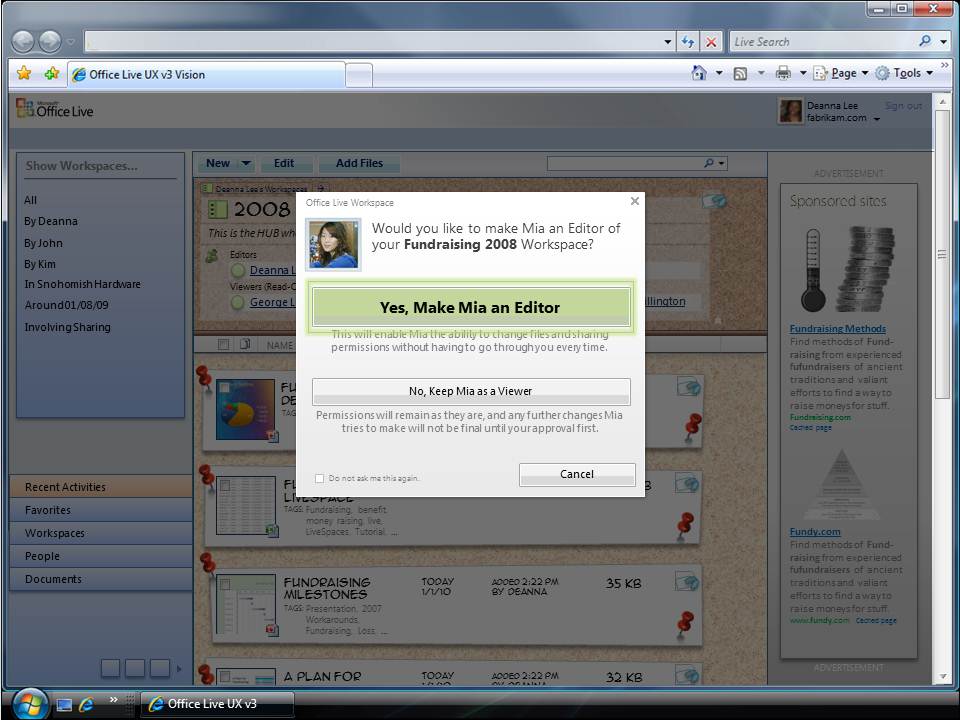 Live Search
Office Live UX v3 Vision
Page
Tools
Microsoft
Office Live
Deanna Lee
fabrikam.com
Sign out
Show Workspaces...
All
By Deanna
By John
By Kim
In Snohomish Hardware
Around 01/08/09
Involving Sharing
Recent Activities
Favorites
Workspaces
People
Documents
New
Edit
Add Files
Deanna Lee's Workspaces
2008
This is the HUB
Editors
Deanna L
Viewers (Read-Co
George L
llington
NAME
Office Live Workspace
Would you like to make Mia an Editor of
your Fundraising 2008 Workspace?
Yes, Make Mia an Editor
This will enable Mia the ability to change files and sharing
permissions without having to go through you every time.
No, Keep Mia as a Viewer
Permissions will remain as they are, and any further changes Mia
tries to make will not be final until your approval first.
Do not ask me this again.
Cancel
LIVESPACE
TAGS: Fundraising, benefit,
money raising, live,
LiveSpaces, Tutorial, ...
FUNDRAISING
MILESTONES
TAGS: Presentation, 2007
Workarounds,
Fundraising, Loss, ...
TODAY
1/1/10
ADDED 2:22 PM
BY DEANNA
35 KB
A PLAN FOR
TODAY
1/1/10
ADDED 2:22 PM
BY DEANNA
32 KB
ADVERTISEMENT
Sponsored sites
Fundraising Methods
Find methods of Fund-
raising from experienced
fufundraisers of ancient
traditions and valiant
efforts to find a way to
raise moneys for stuff.
Fundraising.com
Cached page
Fundy.com
Find methods of Fund-
raising from experienced
fufundraisers of ancient
traditions and valiant
efforts to find a way to
raise moneys for stuff.
www.fundy.com Cached page
ADVERTISEMENT
Office Live UX v3